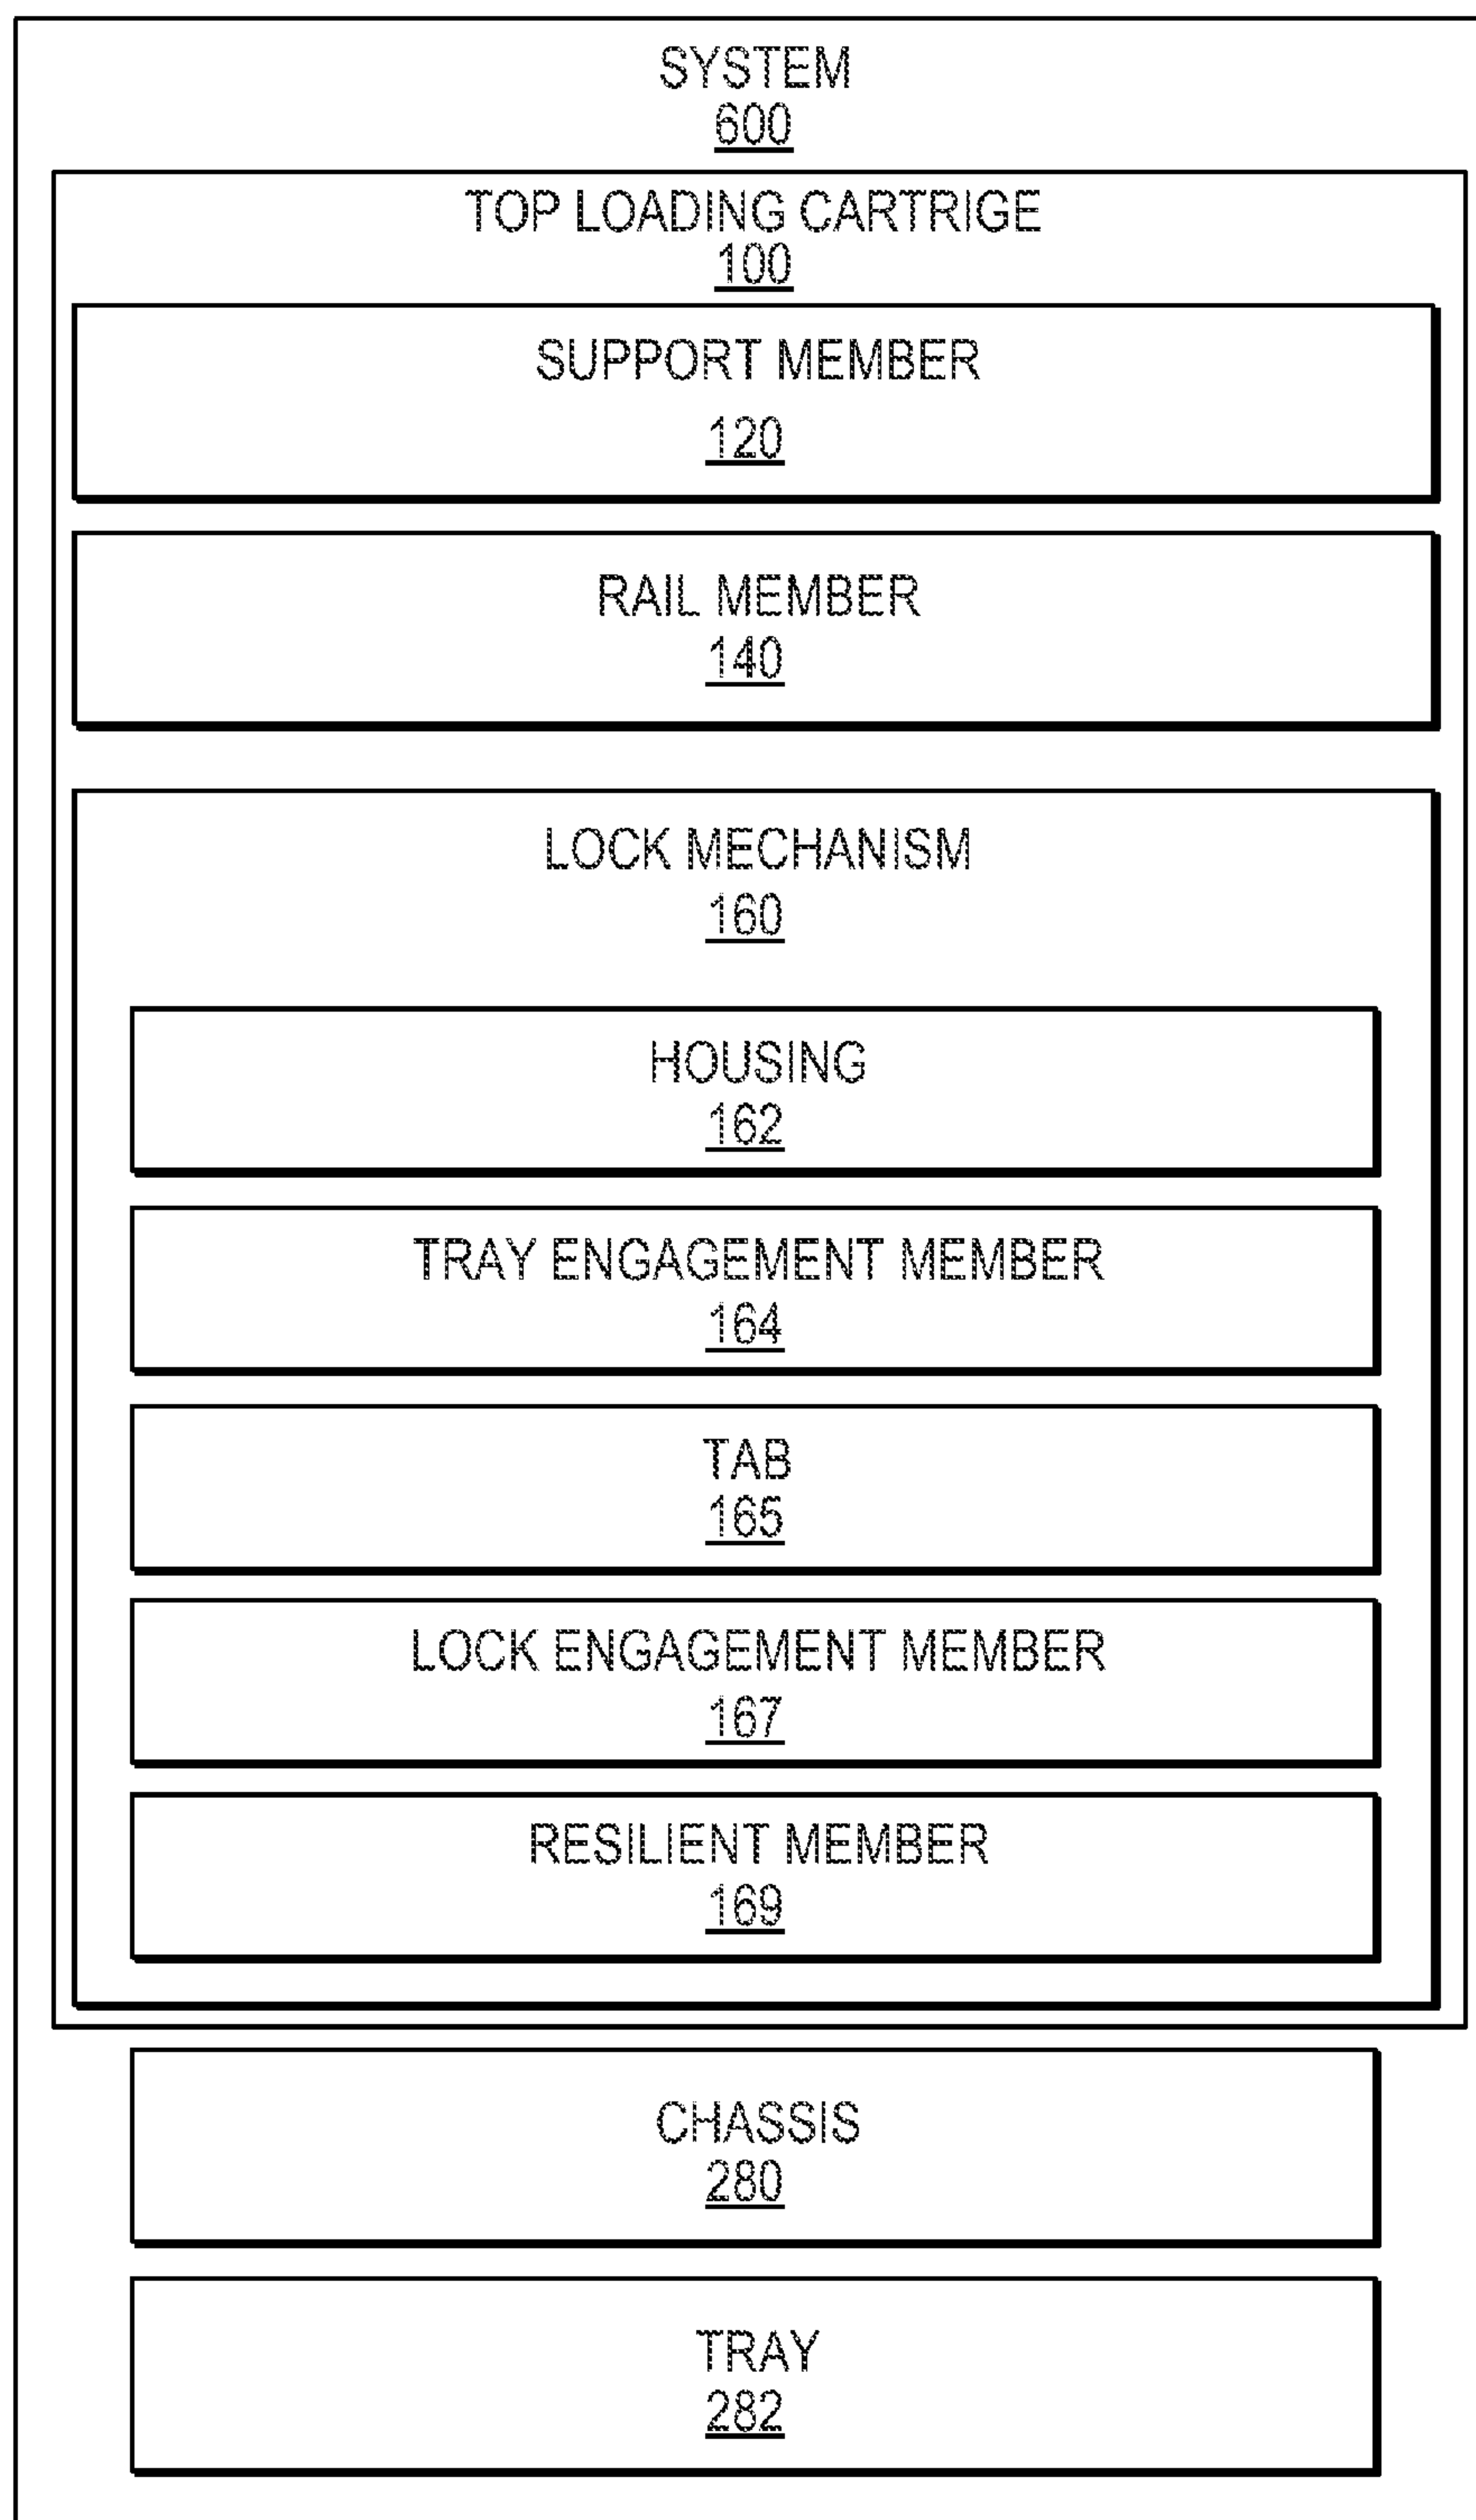 SYSTEM
600
TOP LOADING CARTRIGE
100
SUPPORT MEMBER
120
RAIL MEMBER
140
LOCK MECHANISM
160
HOUSING
162
TRAY ENGAGEMENT MEMBER
164
TAB
165
LOCK ENGAGEMENT MEMBER
167
RESILIENT MEMBER
169
CHASSIS
280
TRAY
282